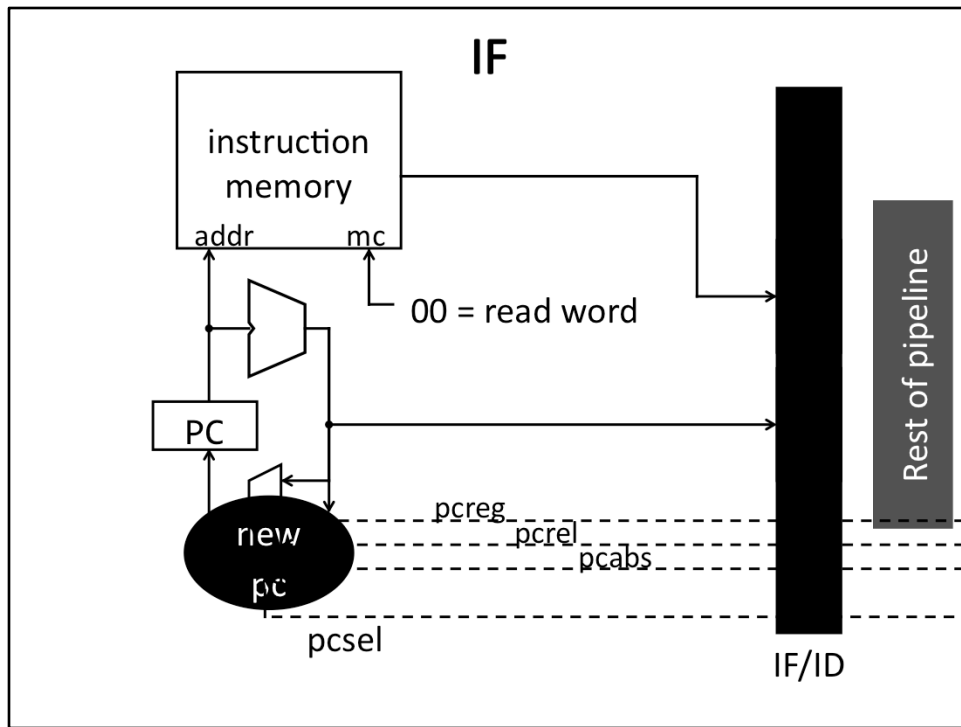 IF
instruction
memory
addr
mc
00 = read word
PC
new
pc
pcreg
pcrel
pcabs
pcsel
IF/ID
Rest of pipeline